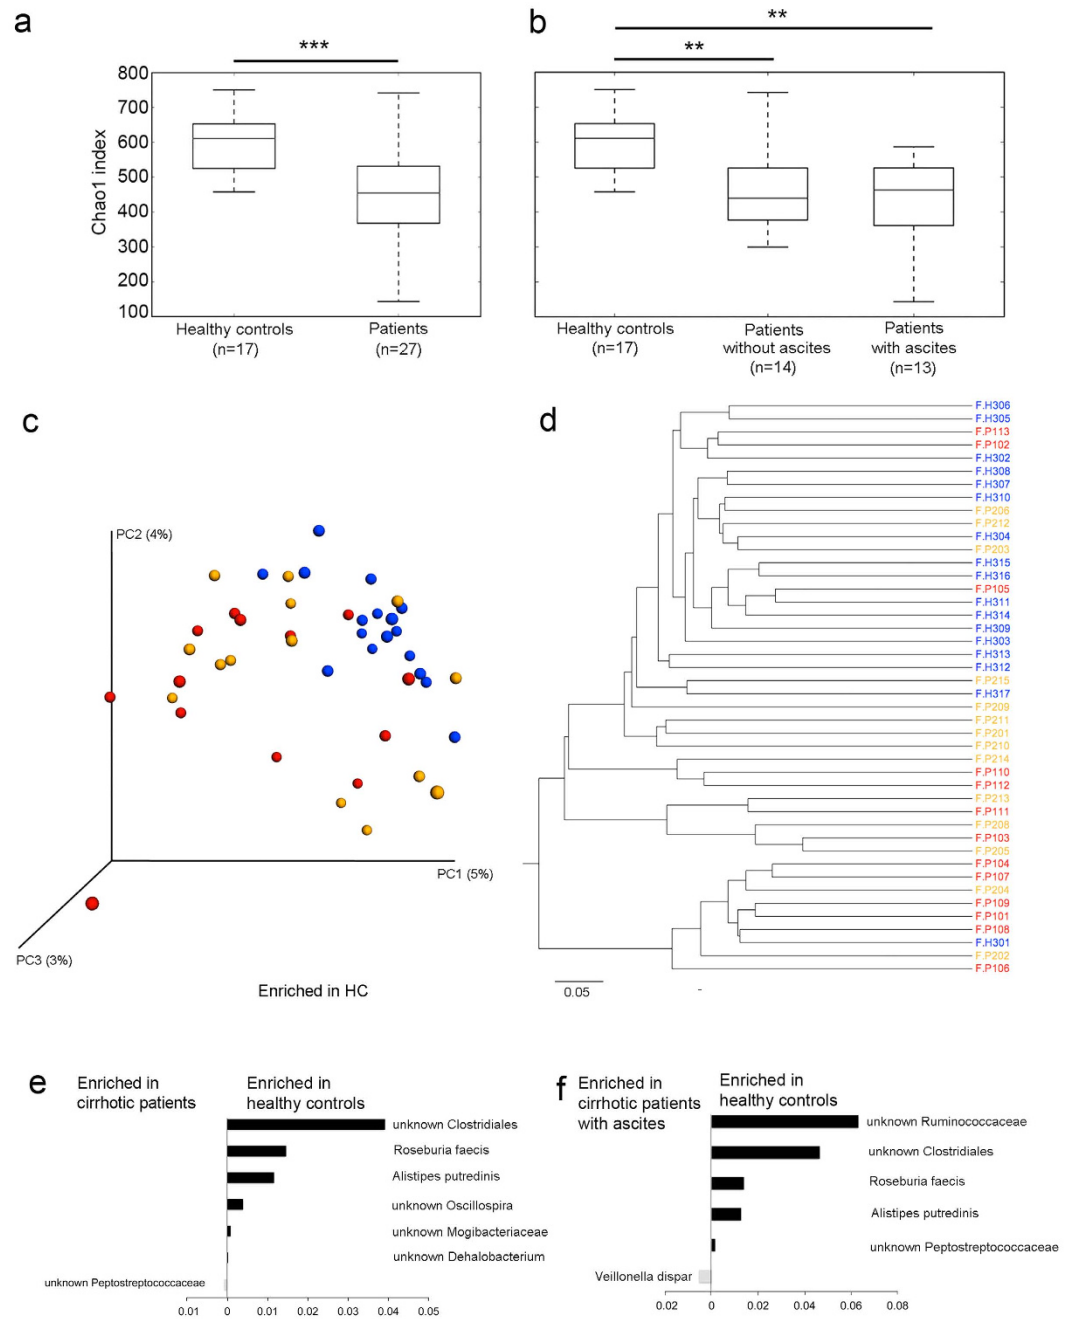 a
***
800
700
600
500
400
300
200
100
Chao1 index
Healthy controls
(n=17)
Patients
(n=27)
b
**
**
Healthy controls
(n=17)
Patients
without ascites
(n=14)
Patients
with ascites
(n=13)
c
PC2 (4%)
PC1 (5%)
PC3 (3%)
Enriched in HC
d
F.H306
F.H305
F.P113
F.P102
F.H302
F.H308
F.H307
F.H310
F.P206
F.P212
F.H304
F.P203
F.H315
F.H316
F.P105
F.H311
F.H314
F.H309
F.H303
F.H313
F.H312
F.P215
F.H317
F.P209
F.P211
F.P201
F.P210
F.P214
F.P110
F.P112
F.P213
F.P111
F.P208
F.P103
F.P205
F.P104
F.P107
F.P204
F.P109
F.P101
F.P108
F.H301
F.P202
F.P106
0.05
e
Enriched in
cirrhotic patients
Enriched in
healthy controls
unknown Clostridiales
Roseburia faecis
Alistipes putredinis
unknown Oscillospira
unknown Mogibacteriaceae
unknown Dehalobacterium
unknown Peptostreptococcaceae
0.01 0 0.01 0.02 0.03 0.04 0.05
f
Enriched in
cirrhotic patients
with ascites
Enriched in
healthy controls
unknown Ruminococcaceae
unknown Clostridiales
Roseburia faecis
Alistipes putredinis
unknown Peptostreptococcaceae
Veillonella dispar
0.02 0 0.02 0.04 0.06 0.08